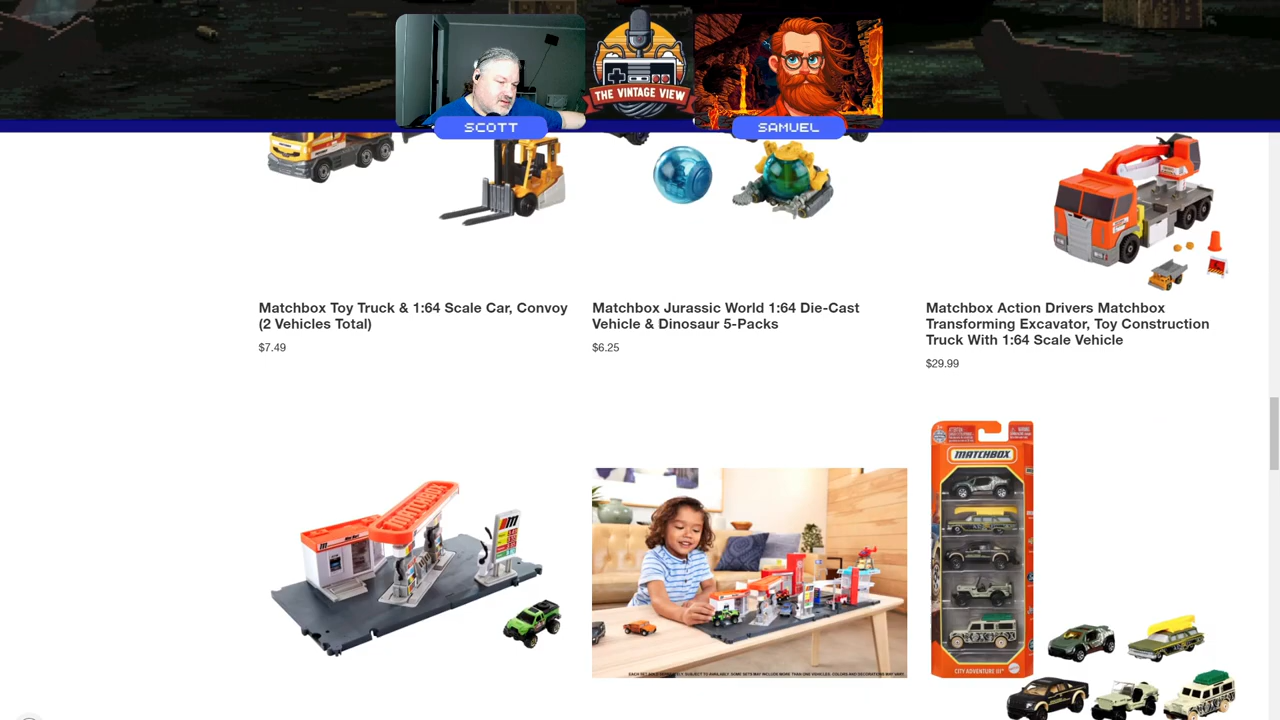 THE VINTAGE VIEW
SCOTT
SAMUEL
Matchbox Toy Truck & 1:64 Scale Car, Convoy
(2 Vehicles Total)
$7.49
Matchbox Jurassic World 1:64 Die-Cast
Vehicle & Dinosaur 5-Packs
$6.25
Matchbox Action Drivers Matchbox
Transforming Excavator, Toy Construction
Truck With 1:64 Scale Vehicle
$29.99
MATCHBOX
m
MATCHBOX
CITY ADVENTURE III